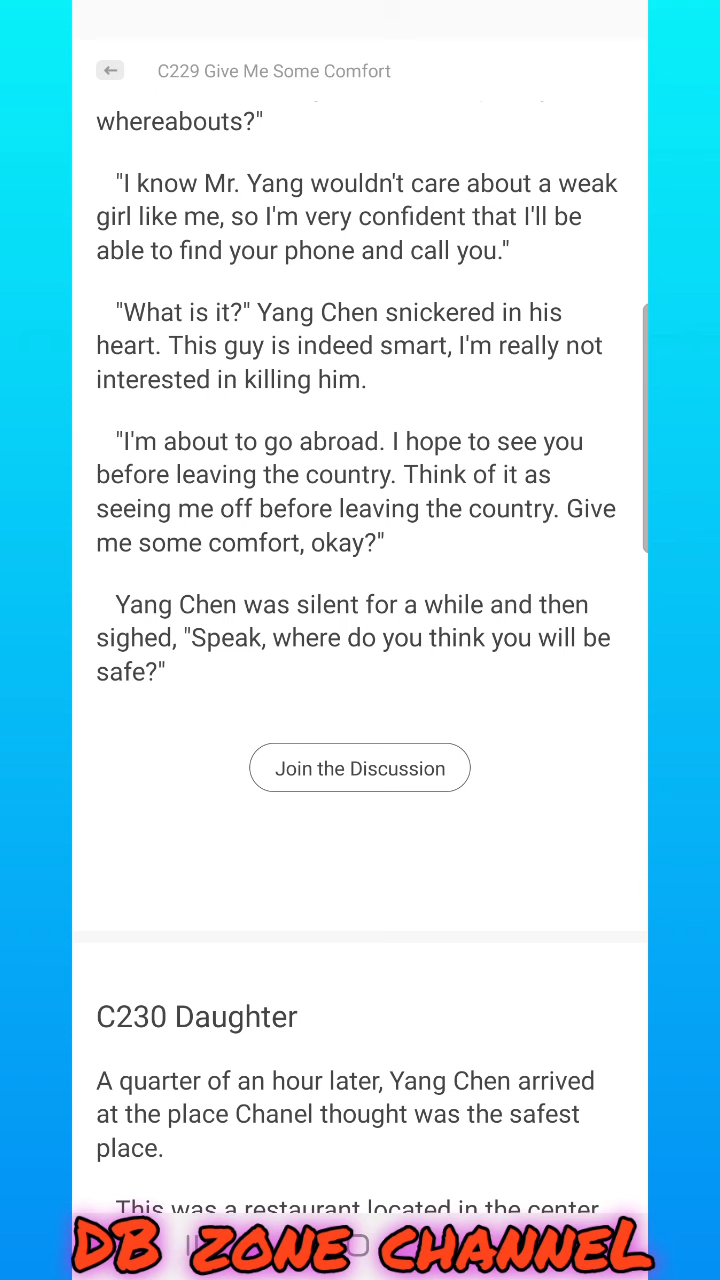 C229 Give Me Some Comfort
whereabouts?"
"I know Mr. Yang wouldn't care about a weak
girl like me, so I'm very confident that I'll be
able to find your phone and call you."
"What is it?" Yang Chen snickered in his
heart. This guy is indeed smart, I'm really not
interested in killing him.
"I'm about to go abroad. I hope to see you
before leaving the country. Think of it as
seeing me off before leaving the country. Give
me some comfort, okay?"
Yang Chen was silent for a while and then
sighed, "Speak, where do you think you will be
safe?"
Join the Discussion
C230 Daughter
A quarter of an hour later, Yang Chen arrived
at the place Chanel thought was the safest
place.
This was a restaurant located in the center
DB ZONE CHANNEL